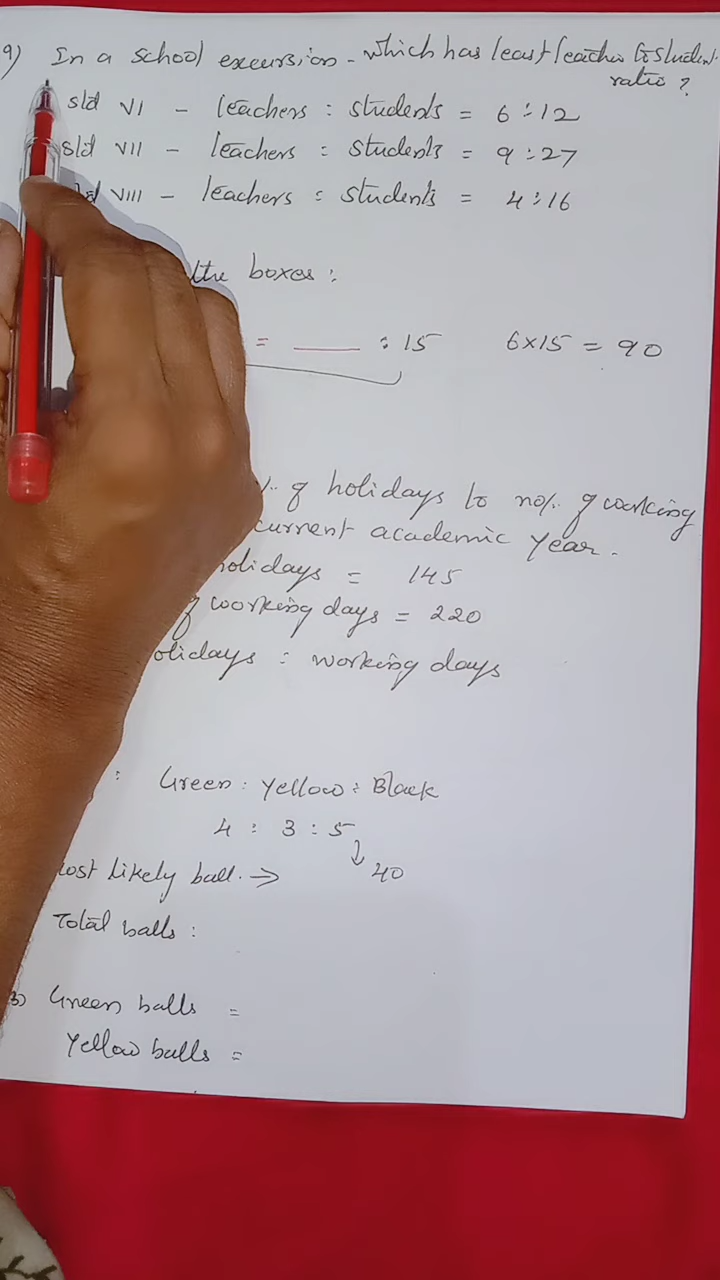 9) In a school excursion - which has least teacher to student
ratio ?
std VI - teachers : students = 6 : 12
std VII - teachers : students = 9 : 27
VIII - teachers : students = 4 : 16
the boxes :
= ____ : 15 6 x 15 = 90
of holidays to no/. of working
current academic year.
holidays = 145
of working days = 220
holidays : working days
: Green : Yellow : Black
4 : 3 : 5
40
most likely ball. →
Total balls :
3) Green balls =
Yellow balls =